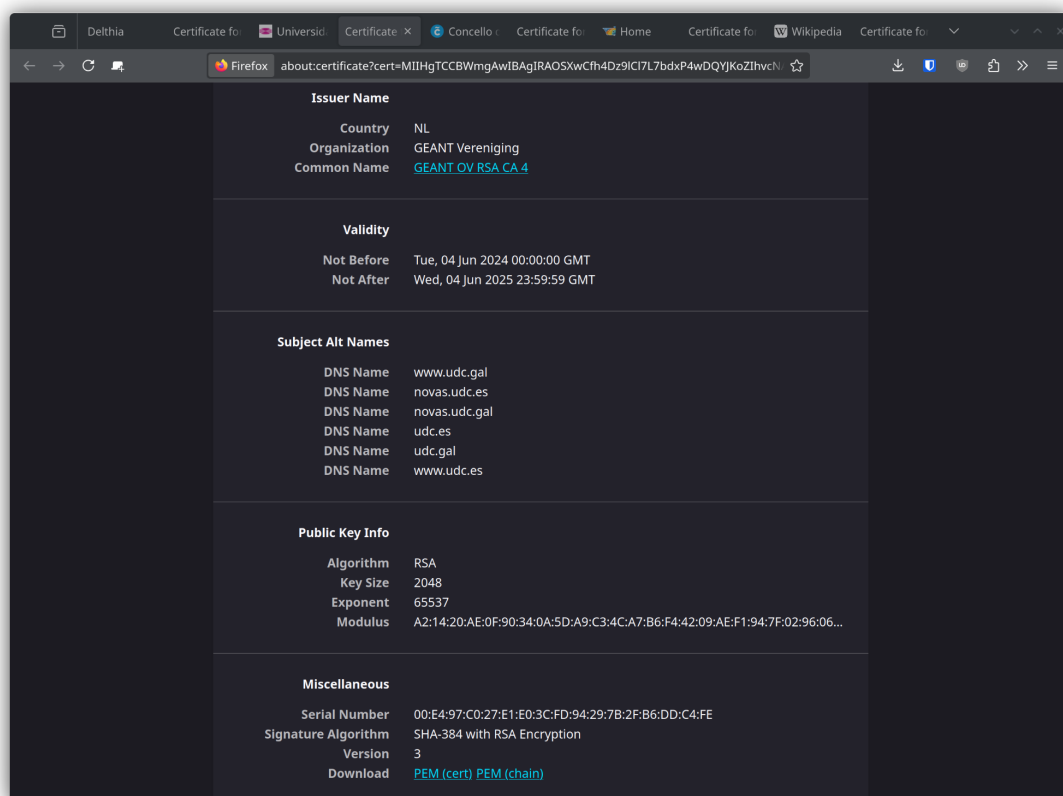 Delthia Certificate fo Universid Certificate × Concello Certificate fo Home Certificate fo Wikipedia Certificate fo
Firefox about:certificate?cert=MIIHgTCCBWmgAwIBAgIRAOSXwCfh4Dz9lCl7L7bdxP4wDQYJKoZIhvcN
Issuer Name
Country NL
Organization GEANT Vereniging
Common Name GEANT OV RSA CA 4
Validity
Not Before Tue, 04 Jun 2024 00:00:00 GMT
Not After Wed, 04 Jun 2025 23:59:59 GMT
Subject Alt Names
DNS Name www.udc.gal
DNS Name novas.udc.es
DNS Name novas.udc.gal
DNS Name udc.es
DNS Name udc.gal
DNS Name www.udc.es
Public Key Info
Algorithm RSA
Key Size 2048
Exponent 65537
Modulus A2:14:20:AE:0F:90:34:0A:5D:A9:C3:4C:A7:B6:F4:42:09:AE:F1:94:7F:02:96:06...
Miscellaneous
Serial Number 00:E4:97:C0:27:E1:E0:3C:FD:94:29:7B:2F:B6:DD:C4:FE
Signature Algorithm SHA-384 with RSA Encryption
Version 3
Download PEM (cert) PEM (chain)